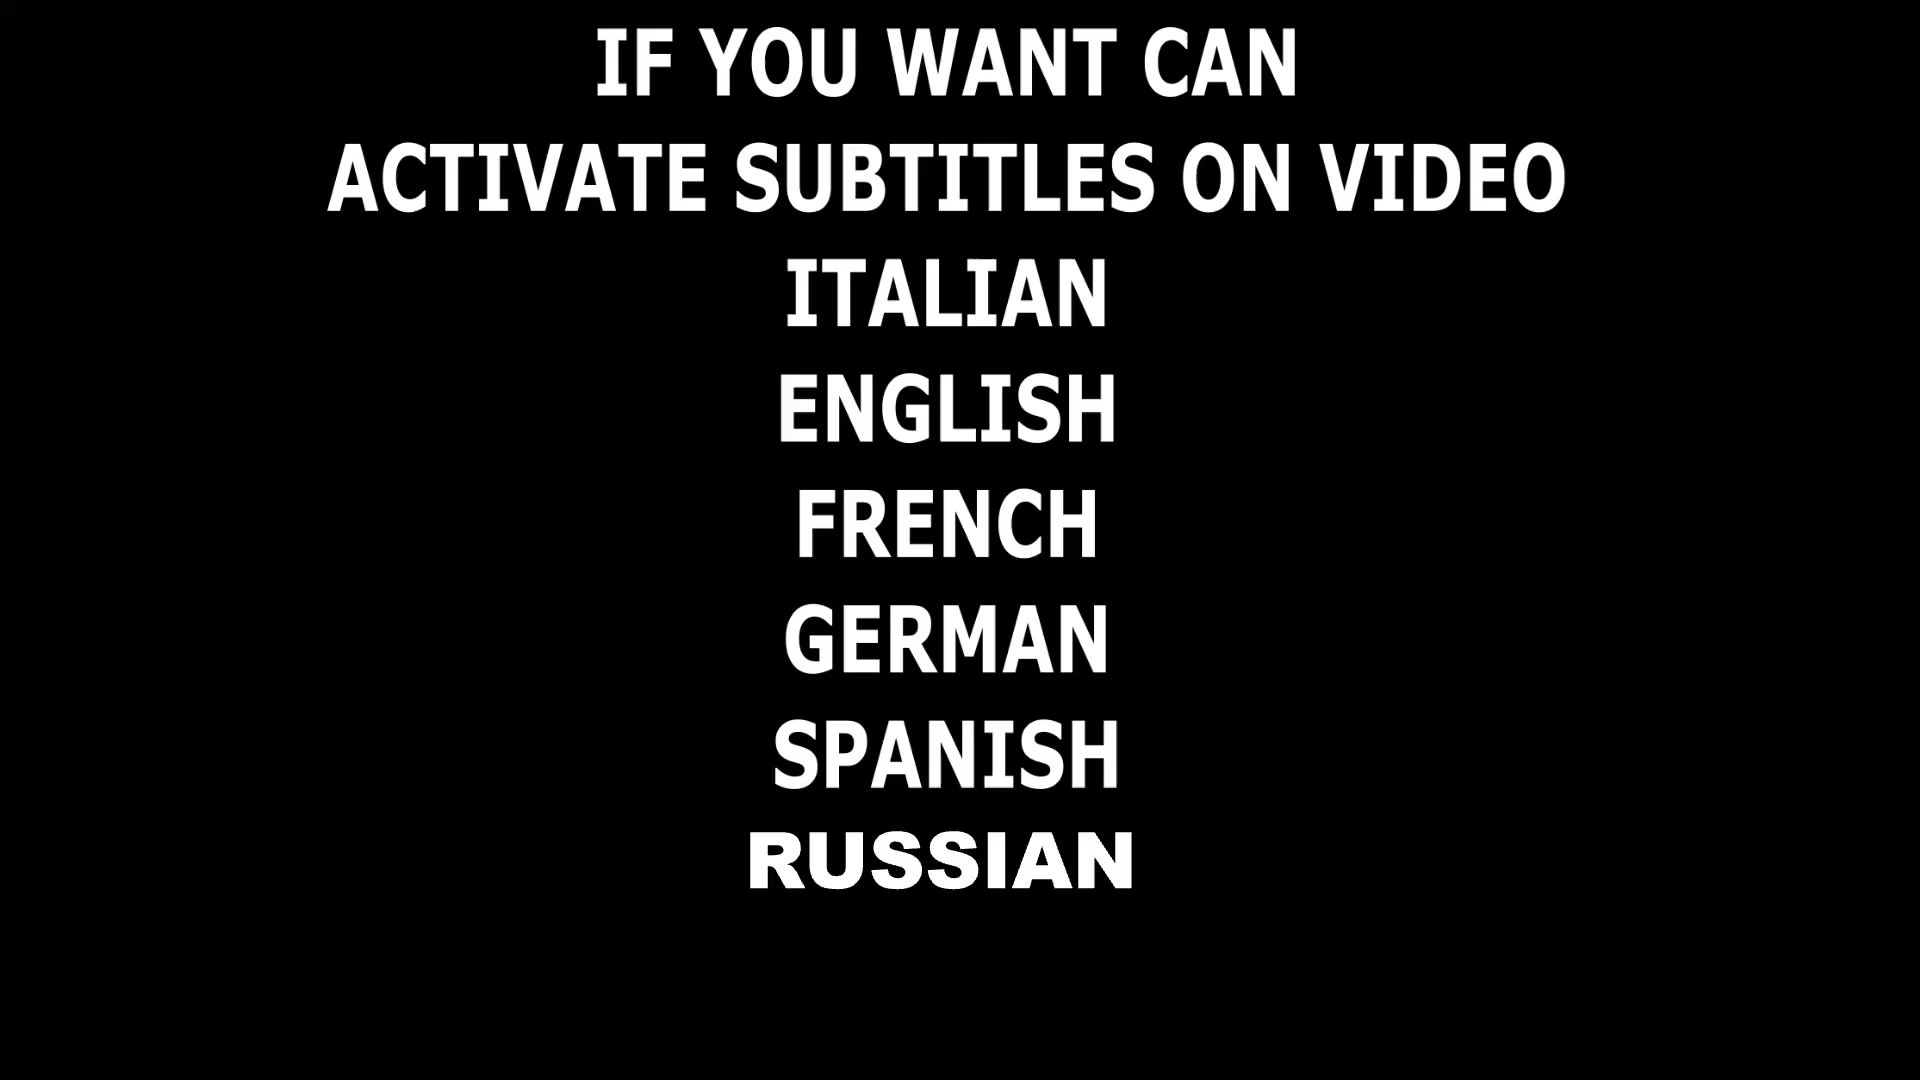 IF YOU WANT CAN
ACTIVATE SUBTITLES ON VIDEO
ITALIAN
ENGLISH
FRENCH
GERMAN
SPANISH
RUSSIAN